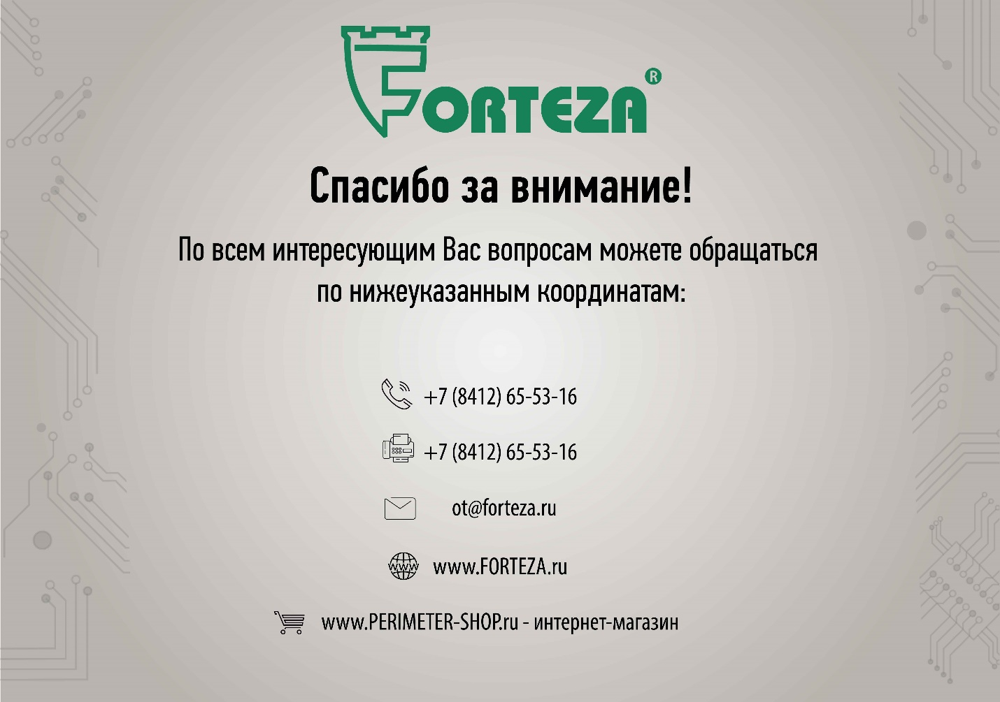 FORTEZA®
Спасибо за внимание!
По всем интересующим Вас вопросам можете обращаться
по нижеуказанным координатам:
+7 (8412) 65-53-16
+7 (8412) 65-53-16
ot@forteza.ru
www www.FORTEZA.ru
www.PERIMETER-SHOP.ru - интернет-магазин